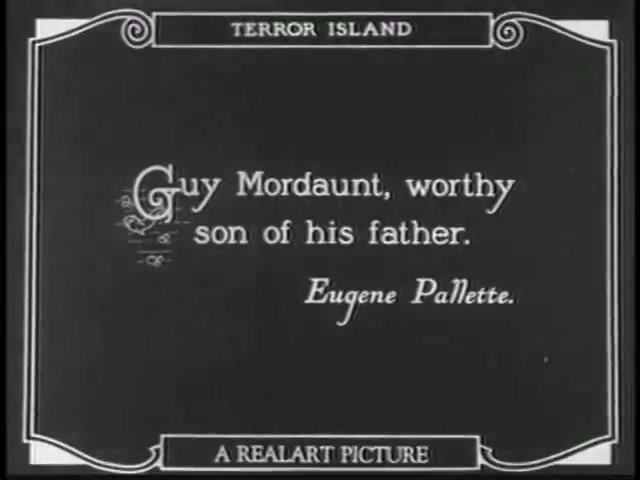 TERROR ISLAND
Guy Mordaunt, worthy
son of his father.
Eugene Pallette.
A REALART PICTURE